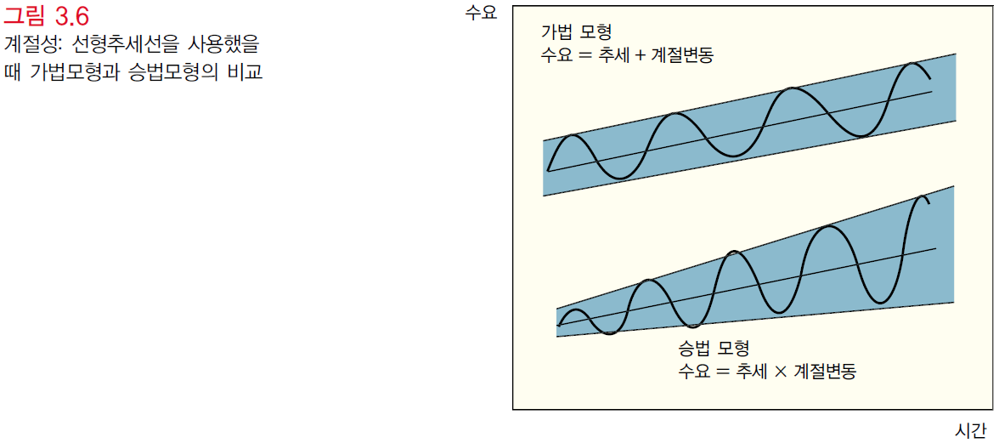 그림 3.6
계절성: 선형추세선을 사용했을
때 가법모형과 승법모형의 비교
수요
가법 모형
수요 = 추세 + 계절변동
승법 모형
수요 = 추세 × 계절변동
시간